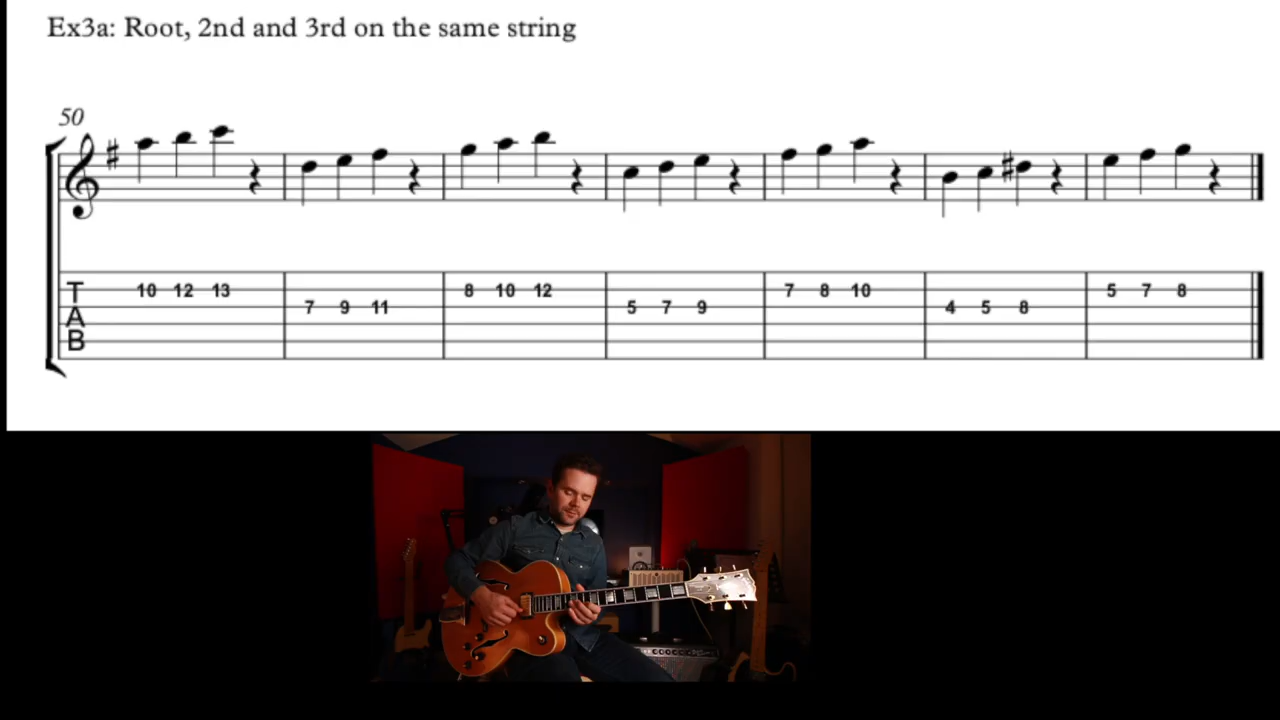 Ex3a: Root, 2nd and 3rd on the same string
50
T
A
B
10 12 13 8 10 12 7 8 10 5 7 8
7 9 11 5 7 9 4 5 8